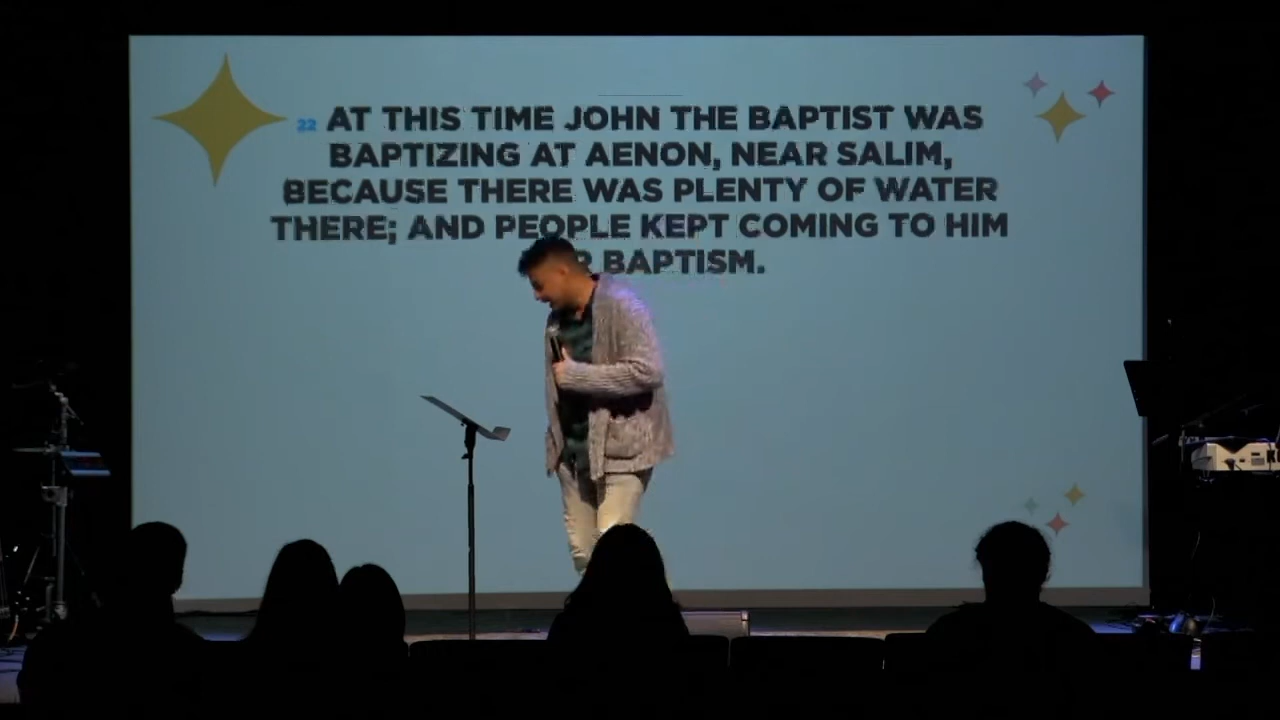 22 AT THIS TIME JOHN THE BAPTIST WAS
BAPTIZING AT AENON, NEAR SALIM,
BECAUSE THERE WAS PLENTY OF WATER
THERE; AND PEOPLE KEPT COMING TO HIM
BAPTISM.